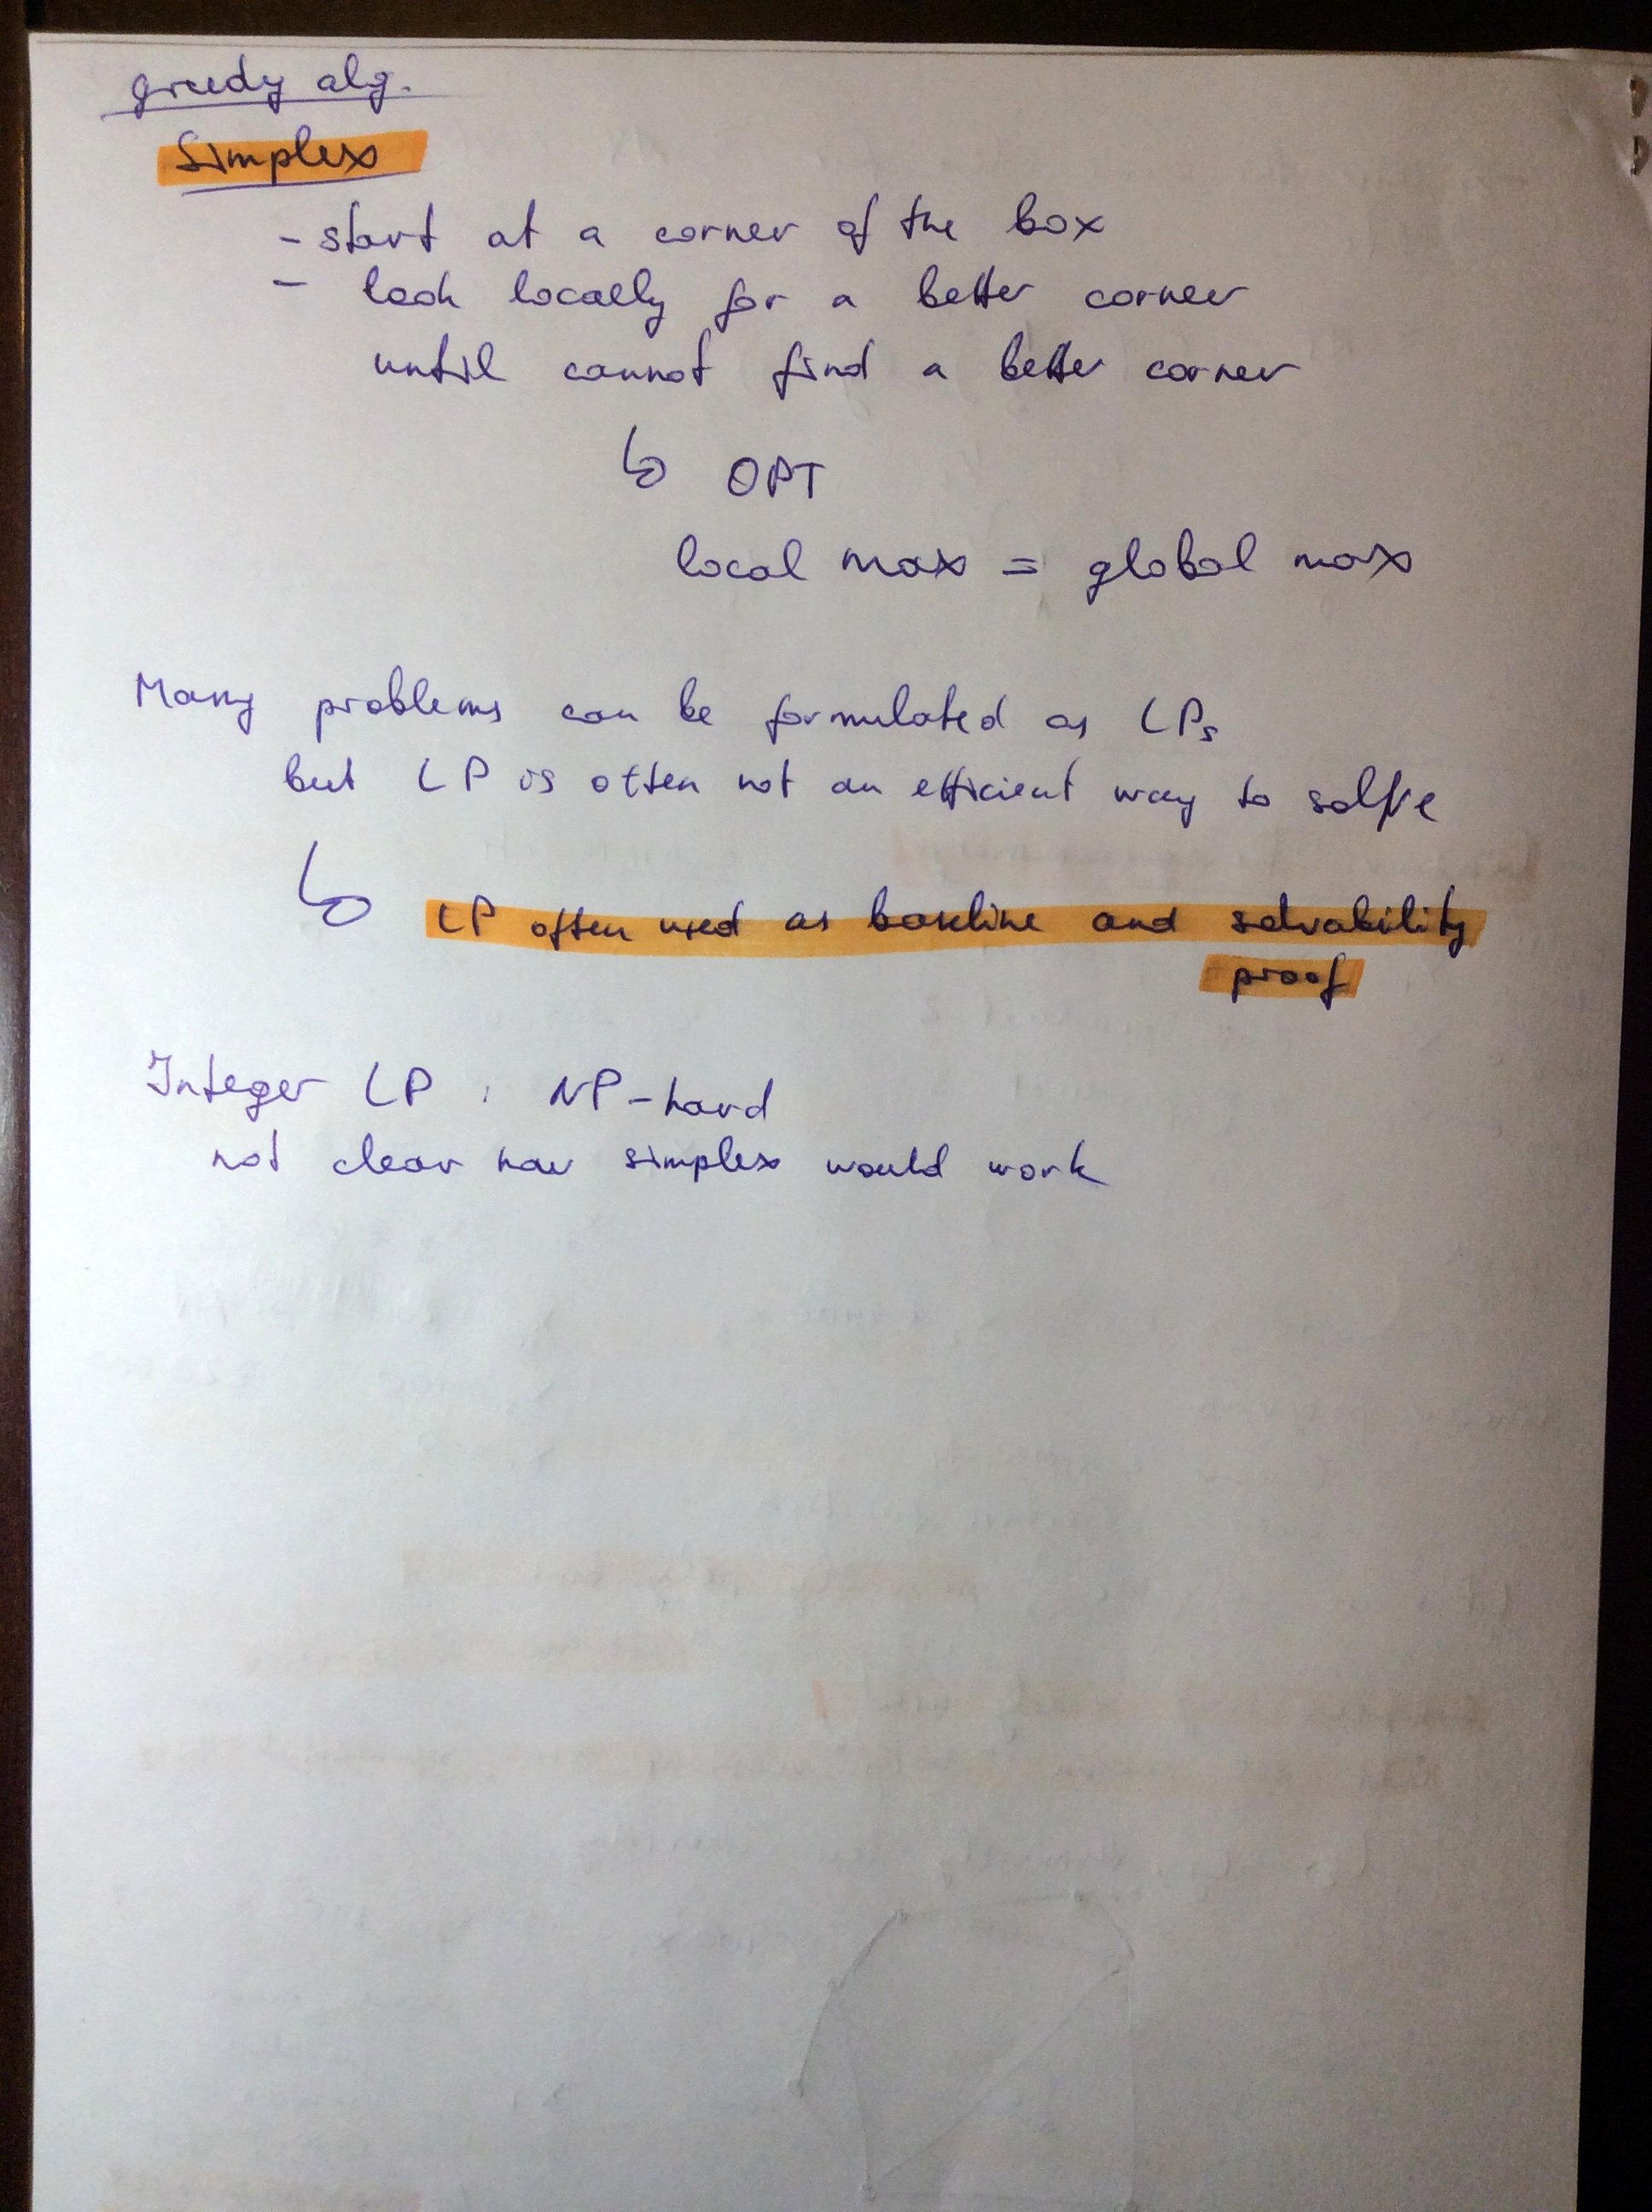 greedy alg.
Simplex
- start at a corner of the box
- look locally for a better corner
until cannot find a better corner
↳ OPT
local max = global max
Many problems can be formulated as LPs
but LP is often not an efficient way to solve
↳ LP often used as baseline and solvability
proof
Integer LP : NP-hard
not clear how simplex would work